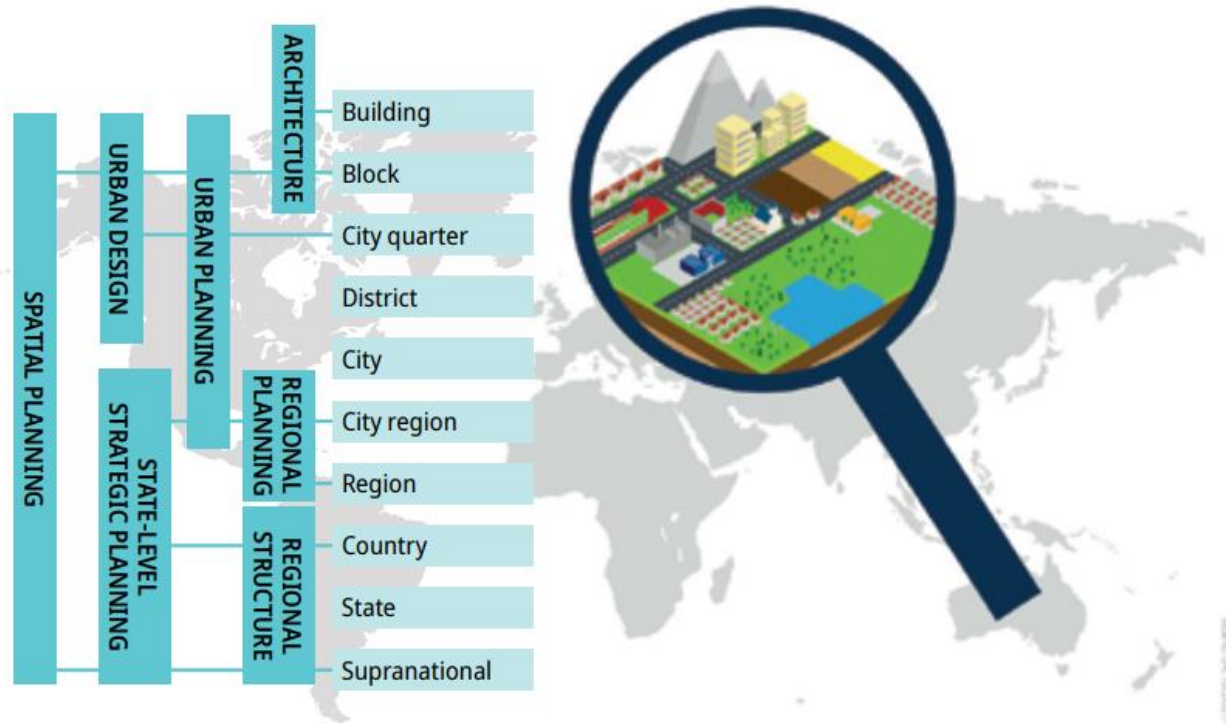 SPATIAL PLANNING
URBAN DESIGN
STATE-LEVEL
STRATEGIC PLANNING
URBAN PLANNING
ARCHITECTURE
REGIONAL
PLANNING
REGIONAL
STRUCTURE
Building
Block
City quarter
District
City
City region
Region
Country
State
Supranational